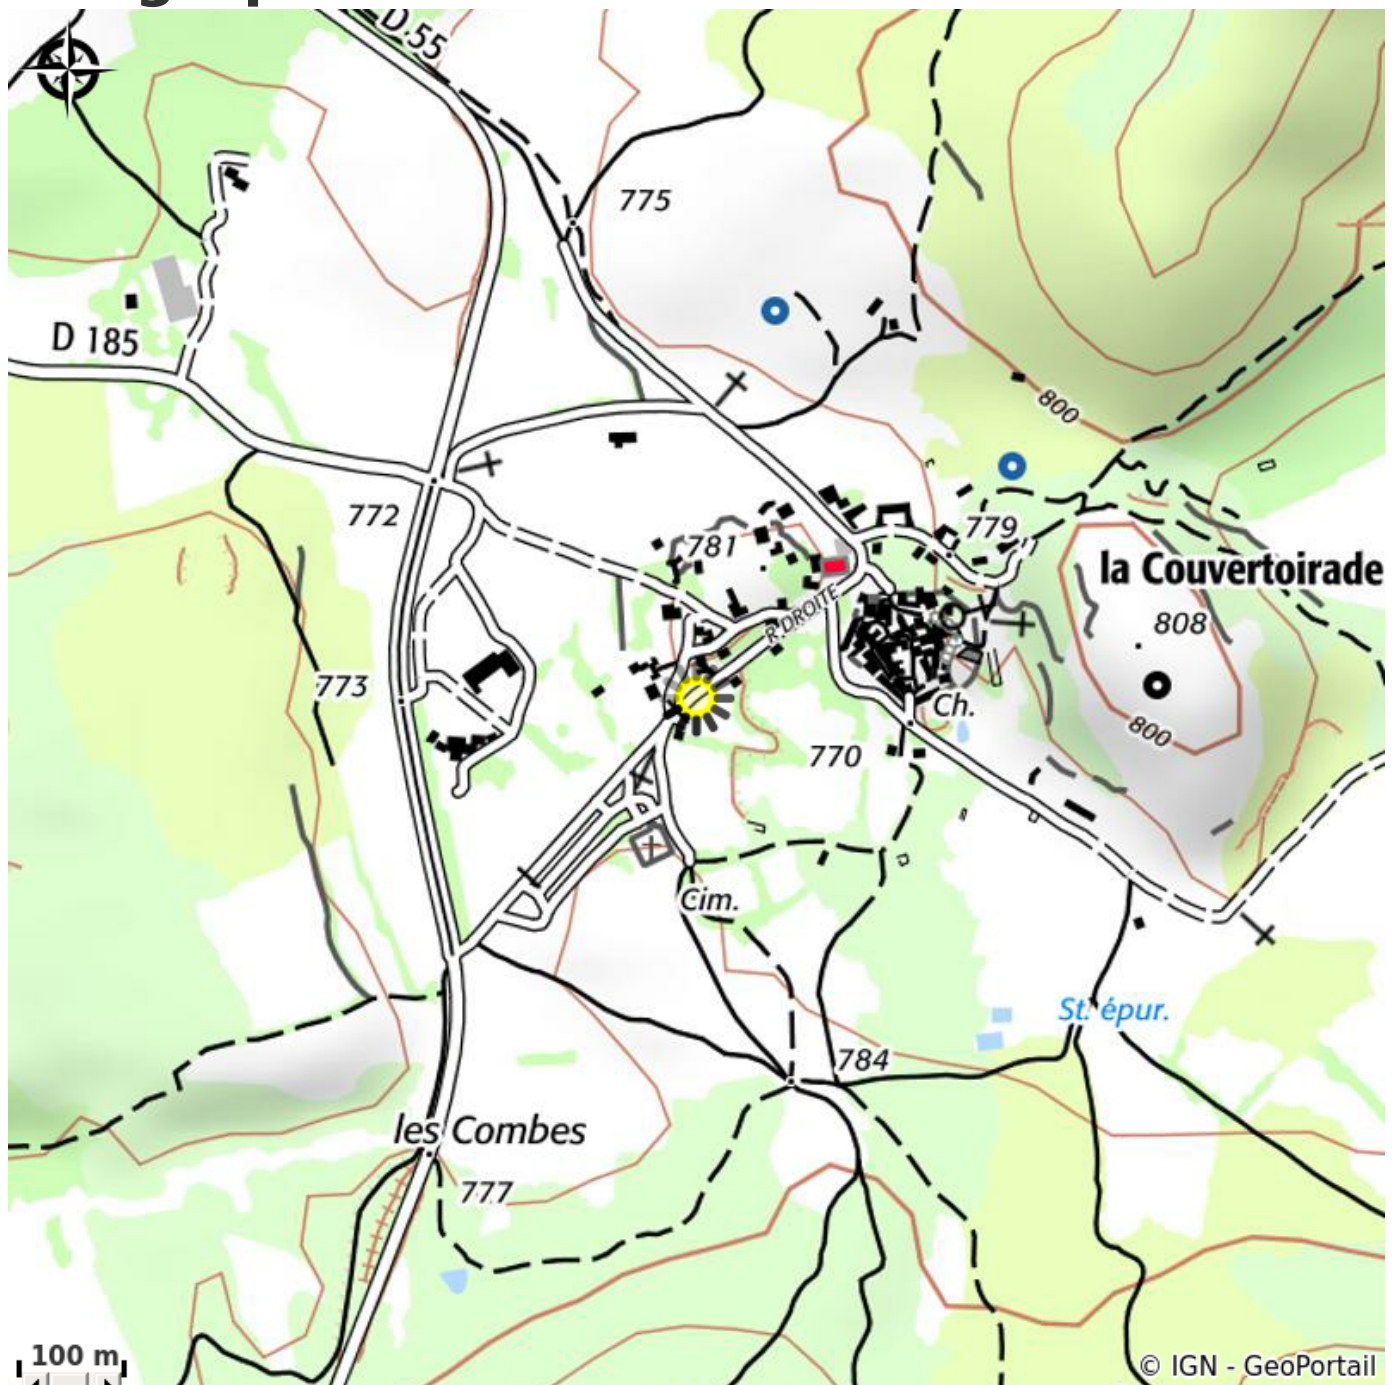 D 55
775
D 185
800
772
779
781
la Couvertoirade
R DROITE
808
773
Ch.
800
770
Cim.
St. épur.
784
les Combes
777
100 m
© IGN - GeoPortail